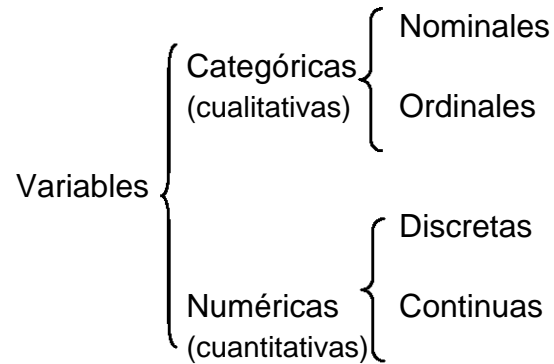 Variables
Categóricas
(cualitativas)
Nominales
Ordinales
Numéricas
(cuantitativas)
Discretas
Continuas